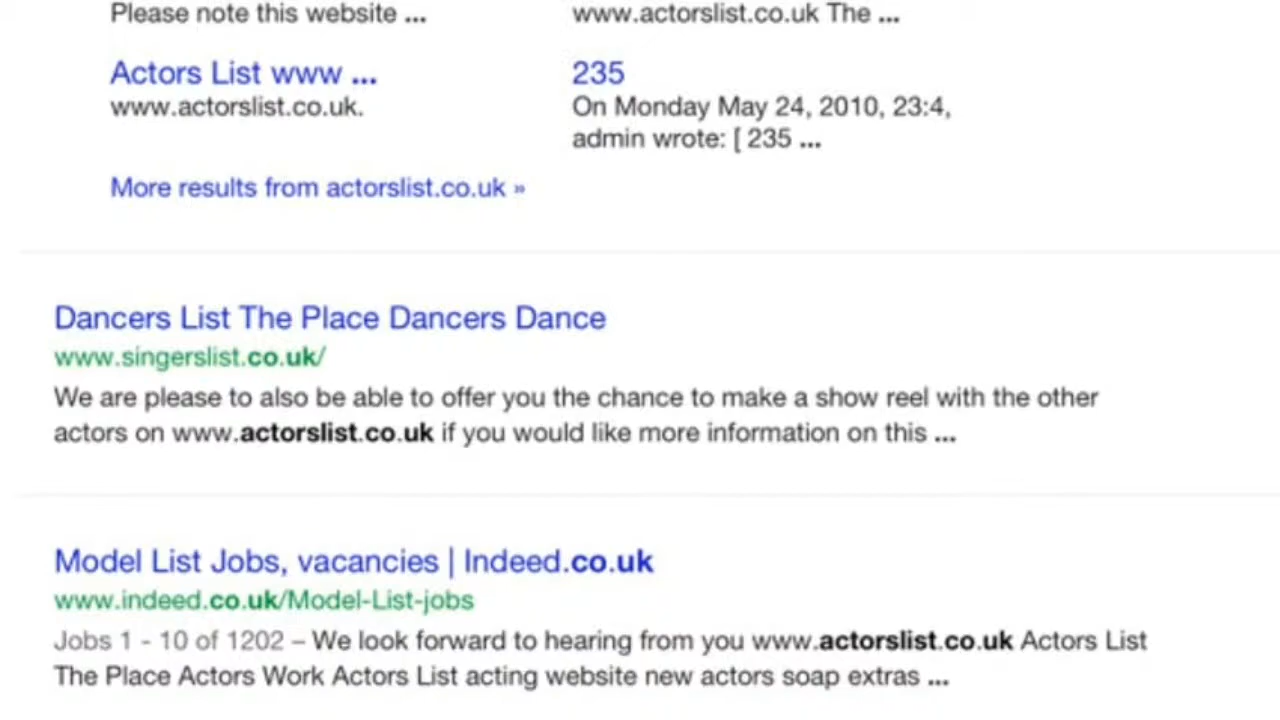 Please note this website ...
www.actorslist.co.uk The ...
Actors List www ...
www.actorslist.co.uk.
235
On Monday May 24, 2010, 23:4,
admin wrote: [ 235 ...
More results from actorslist.co.uk »
Dancers List The Place Dancers Dance
www.singerslist.co.uk/
We are please to also be able to offer you the chance to make a show reel with the other
actors on www.actorslist.co.uk if you would like more information on this ...
Model List Jobs, vacancies | Indeed.co.uk
www.indeed.co.uk/Model-List-jobs
Jobs 1 - 10 of 1202 – We look forward to hearing from you www.actorslist.co.uk Actors List
The Place Actors Work Actors List acting website new actors soap extras ...